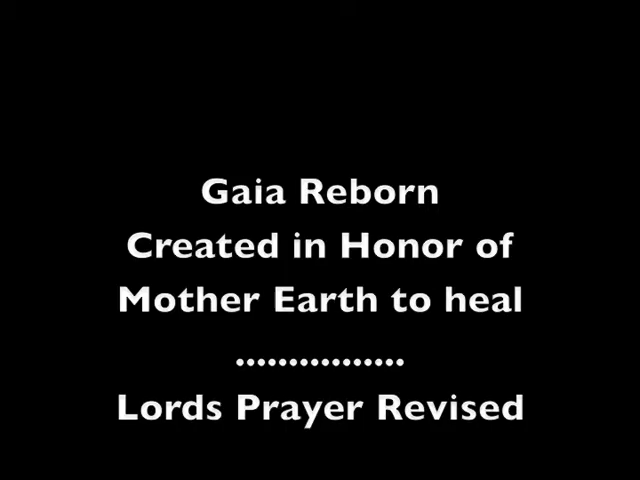 Gaia Reborn
Created in Honor of
Mother Earth to heal
................
Lords Prayer Revised